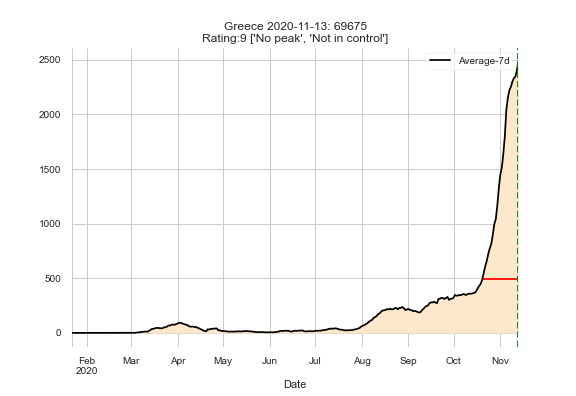 Greece 2020-11-13: 69675
Rating:9 ['No peak', 'Not in control']
Average-7d
2500
2000
1500
1000
500
0
Feb Mar Apr May Jun Jul Aug Sep Oct Nov
2020
Date